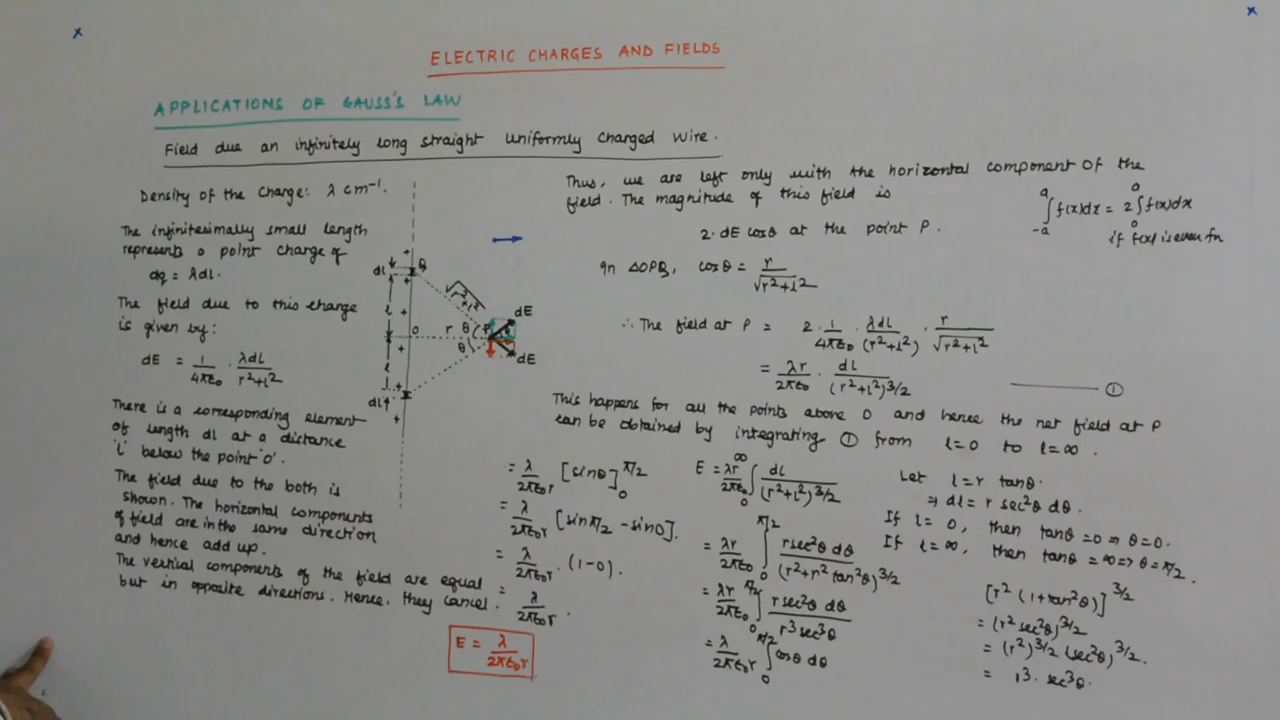 ELECTRIC CHARGES AND FIELDS
APPLICATIONS OF GAUSS'S LAW
Field due an infinitely long straight uniformly charged wire.
Density of the charge: λ cm⁻¹.
The infinitesimally small length
represents a point charge of
dq = λdl.
The field due to this charge
is given by:
dE = 1/4πε₀ · λdl/r²+l²
There is a corresponding element
of length dl at a distance
'l' below the point 'O'.
The field due to the both is
shown. The horizontal components
of field are in the same direction
and hence add up.
The vertical components of the field are equal
but in opposite directions. Hence, they cancel.
dl
Q
+
+
+
l
√r²+l²
dE
O
r
θ
P
θ
+
θ
dE
l
+
dl
+
Thus, we are left only with the horizontal component of the
field. The magnitude of this field is
2·dE cosθ at the point P.
∫₋ₐᵃ f(x)dx = 2∫₀ᵃ f(x)dx
if f(x) is even fn
In ΔOPQ, cosθ = r/√r²+l²
∴ The field at P = 2·1/4πε₀ · λdl/(r²+l²) · r/√r²+l²
= λr/2πε₀ · dl/(r²+l²)^3/2 ①
This happens for all the points above O and hence the net field at P
can be obtained by integrating ① from l=0 to l=∞.
E = λr/2πε₀ ∫₀^∞ dl/(r²+l²)^3/2
= λr/2πε₀ ∫₀^π/2 rsec²θ dθ/(r²+r²tan²θ)^3/2
= λr/2πε₀ ∫₀^π/2 rsec²θ dθ/r³sec³θ
= λ/2πε₀r ∫₀^π/2 cosθ dθ
Let l=r tanθ.
⇒ dl = r sec²θ dθ.
If l=0, then tanθ=0 ⇒ θ=0.
If l=∞, then tanθ=∞ ⇒ θ=π/2.
[r²(1+tan²θ)]^3/2
= (r²sec²θ)^3/2
= (r²)^3/2 (sec²θ)^3/2.
= r³. sec³θ.
= λ/2πε₀r [sinθ]₀^π/2
= λ/2πε₀r [sinπ/2 - sin0].
= λ/2πε₀r · (1-0).
= λ/2πε₀r.
E = λ/2πε₀r